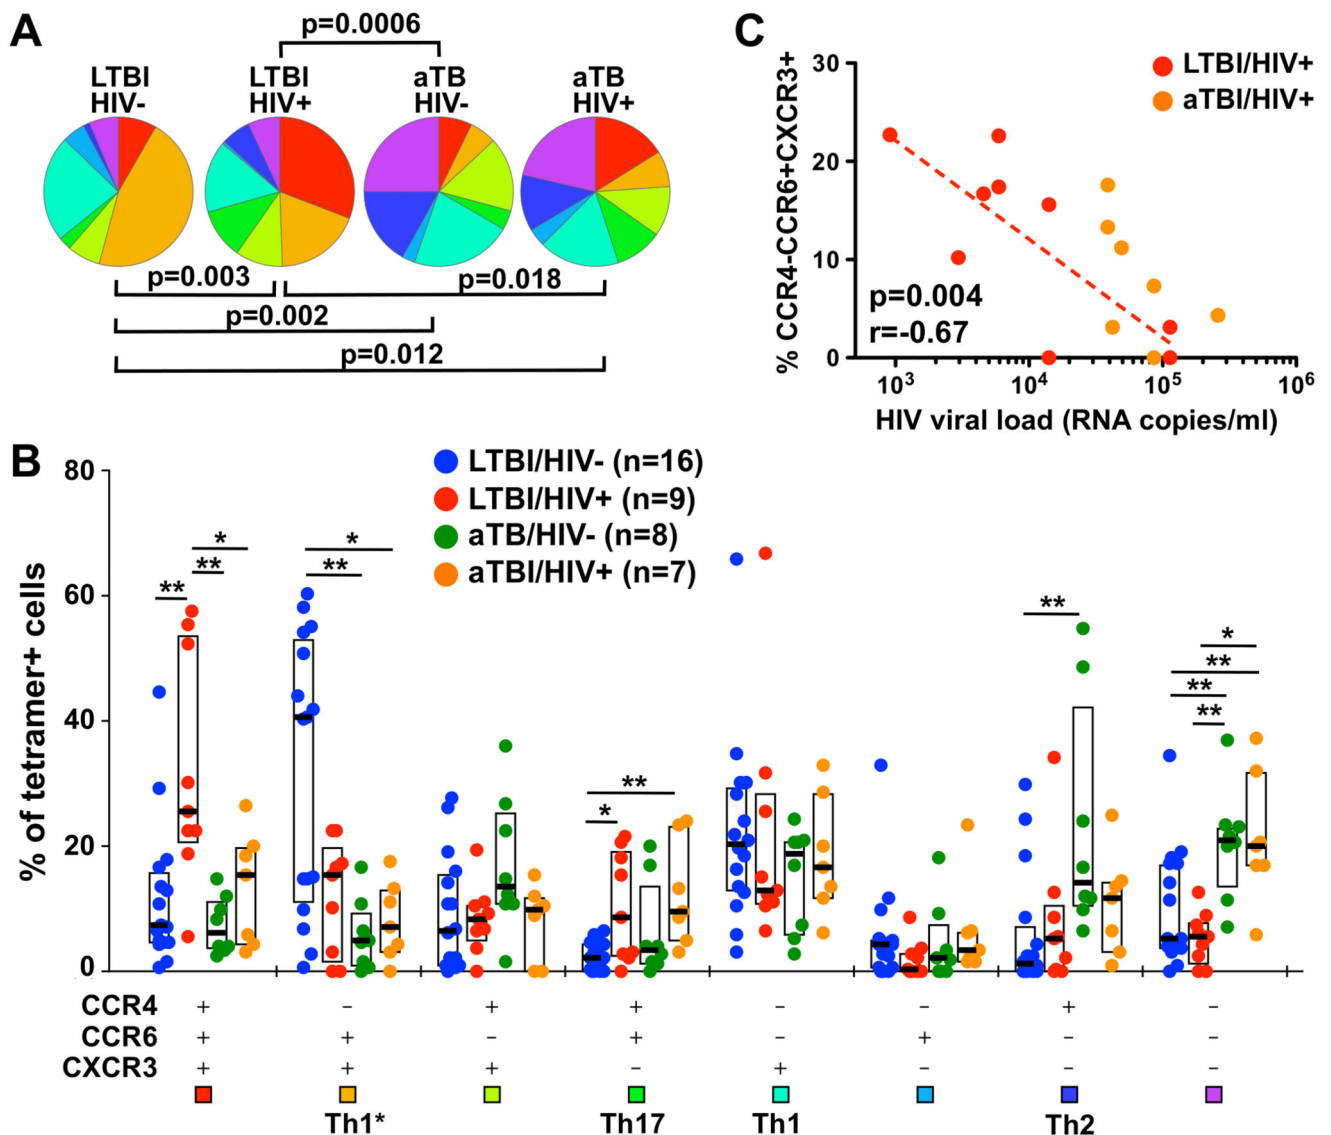 A
p=0.0006
LTBI HIV-
LTBI HIV+
aTB HIV-
aTB HIV+
p=0.003
p=0.018
p=0.002
p=0.012
C
LTBI/HIV+
aTBI/HIV+
% CCR4-CCR6+CXCR3+
30
20
10
0
p=0.004
r=-0.67
10³ 10⁴ 10⁵ 10⁶
HIV viral load (RNA copies/ml)
B
LTBI/HIV- (n=16)
LTBI/HIV+ (n=9)
aTB/HIV- (n=8)
aTBI/HIV+ (n=7)
% of tetramer+ cells
80
60
40
20
0
** ** *
** *
* **
**
** ** ** *
CCR4 + – + + – – + –
CCR6 + + – + – + – –
CXCR3 + + + – + – – –
Th1* Th17 Th1 Th2